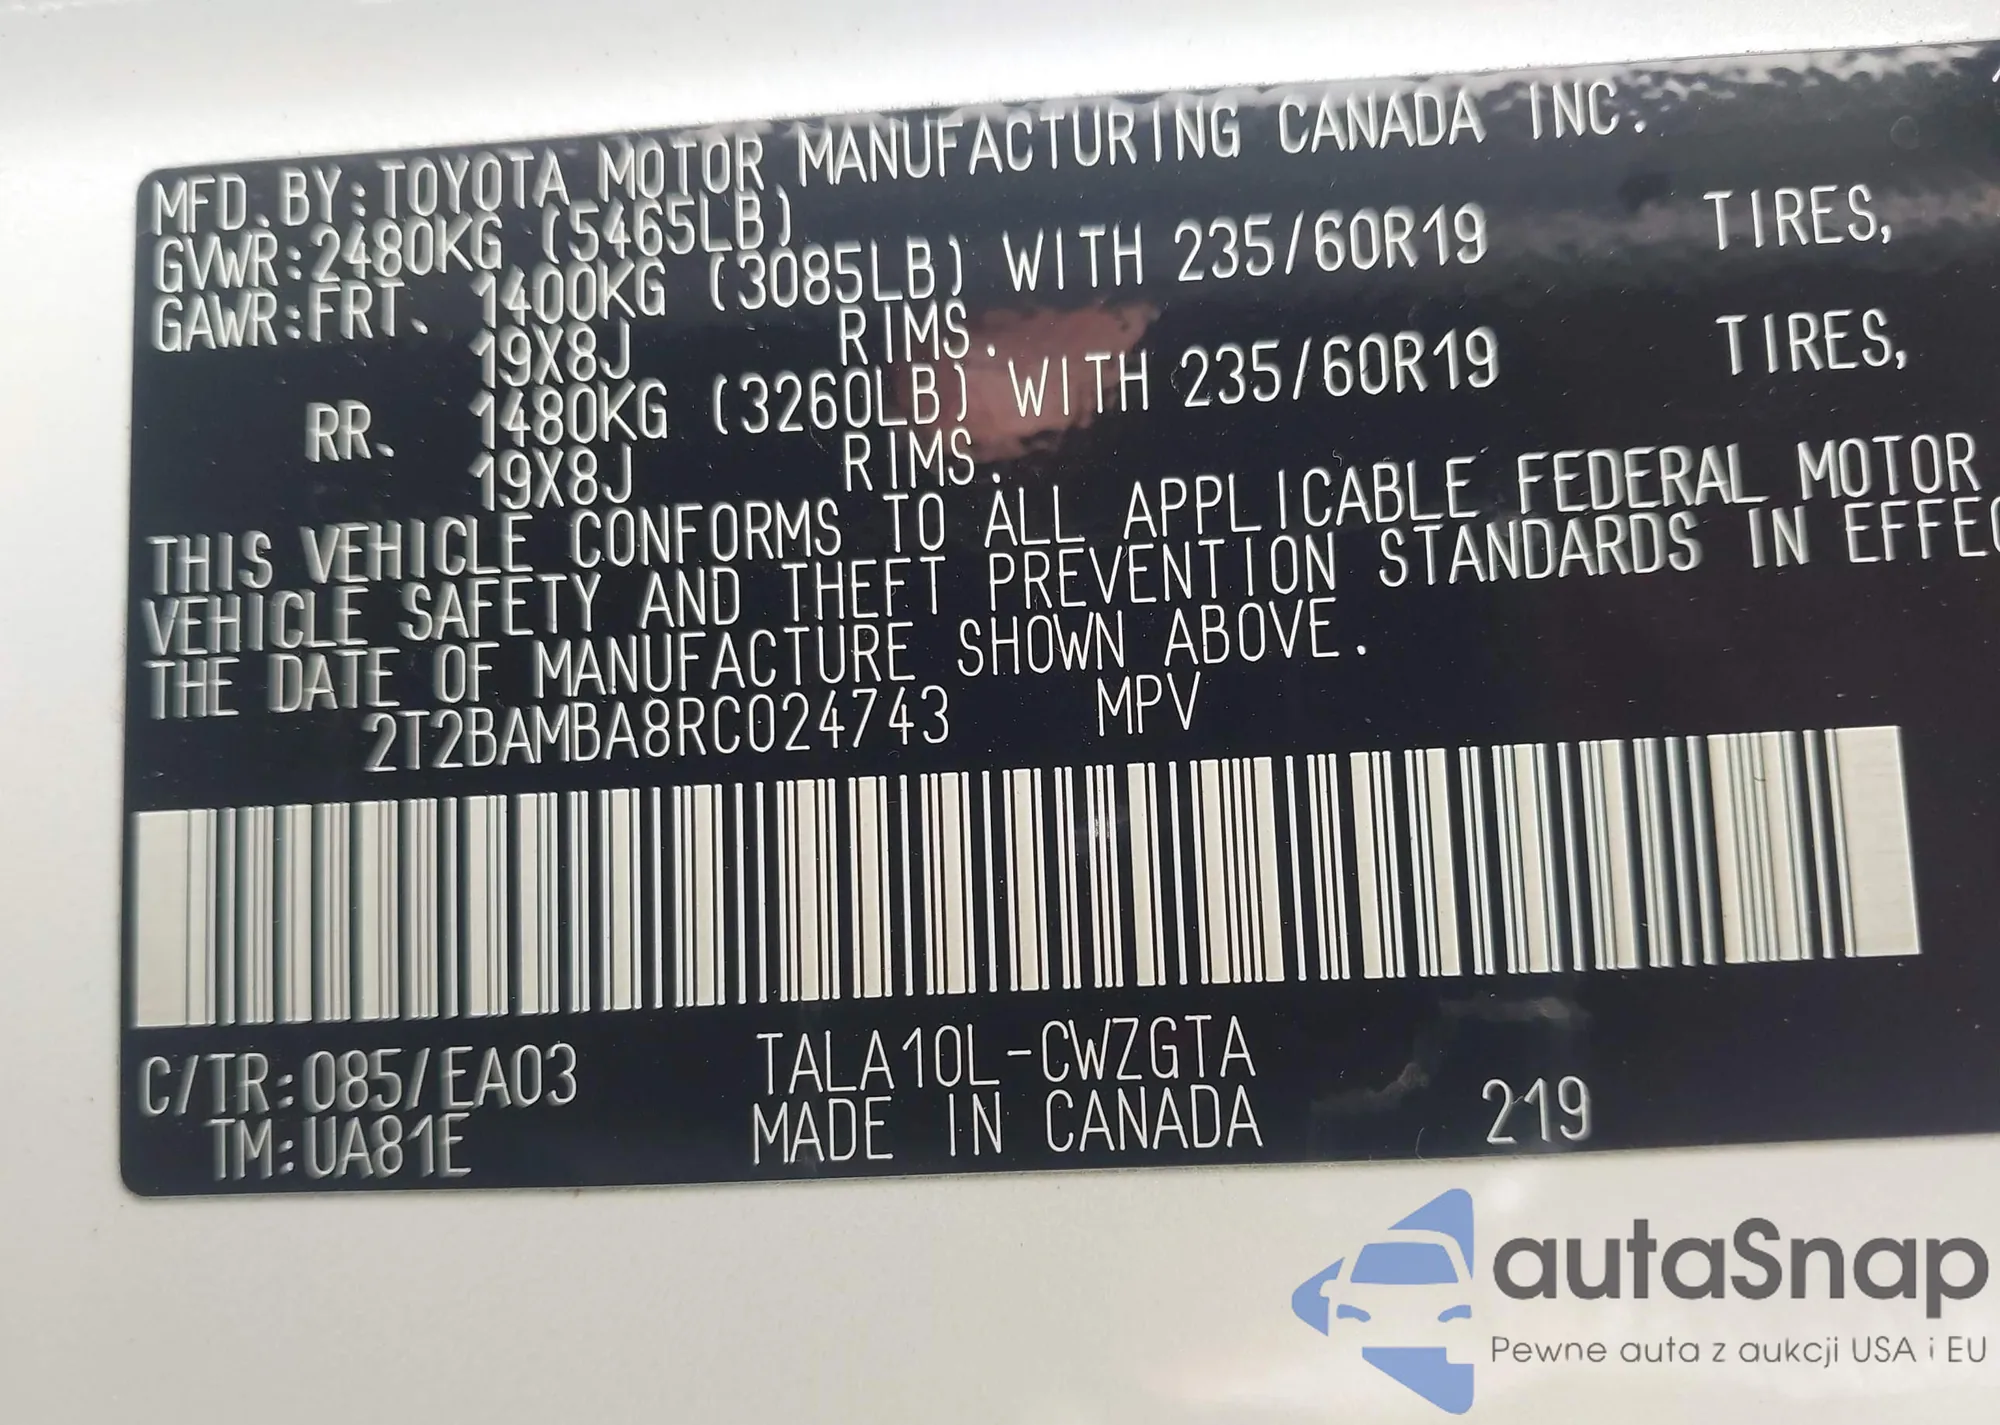 MFD. BY: TOYOTA MOTOR MANUFACTURING CANADA INC.
GVWR: 2480KG (5465LB)
GAWR: FRT. 1400KG (3085LB) WITH 235/60R19 TIRES,
19X8J RIMS.
RR. 1480KG (3260LB) WITH 235/60R19 TIRES,
19X8J RIMS.
THIS VEHICLE CONFORMS TO ALL APPLICABLE FEDERAL MOTOR
VEHICLE SAFETY AND THEFT PREVENTION STANDARDS IN EFFEC
THE DATE OF MANUFACTURE SHOWN ABOVE.
2T2BAMBA8RC024743 MPV
C/TR: 085/EA03 TALA10L-CWZGTA
TM: UA81E MADE IN CANADA 219
autaSnap
Pewne auta z aukcji USA i EU